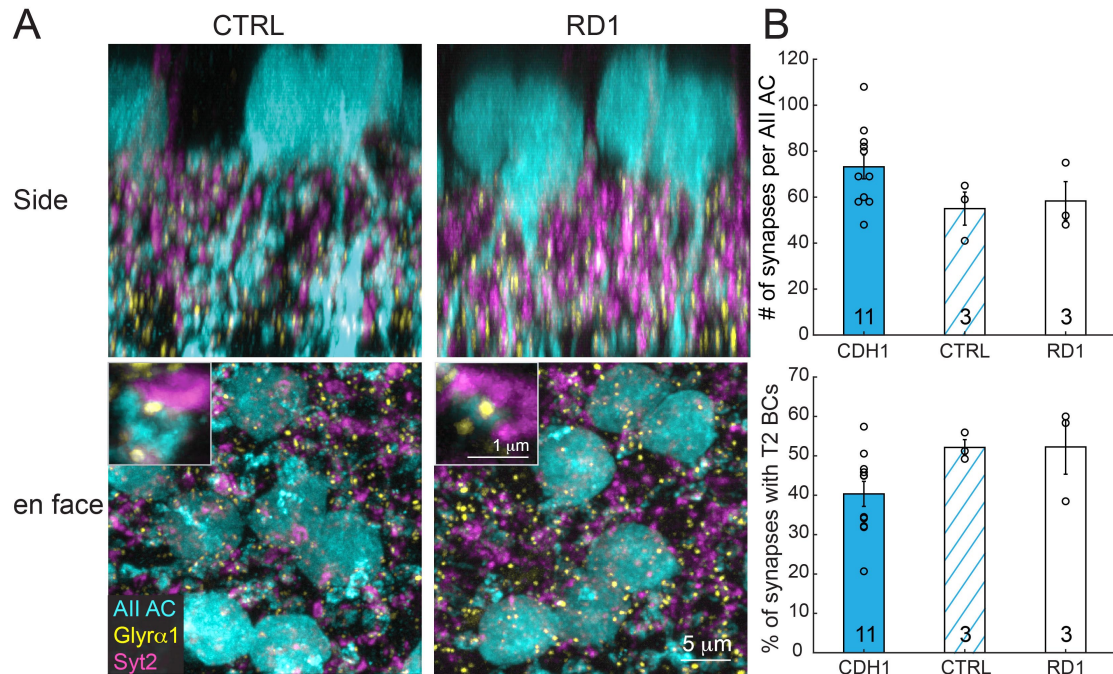 A
CTRL
RD1
Side
en face
AII AC
Glyrα1
Syt2
1 μm
5 μm
B
# of synapses per AII AC
120
100
80
60
40
20
0
11
3
3
CDH1
CTRL
RD1
% of synapses with T2 BCs
70
60
50
40
30
20
10
0
11
3
3
CDH1
CTRL
RD1